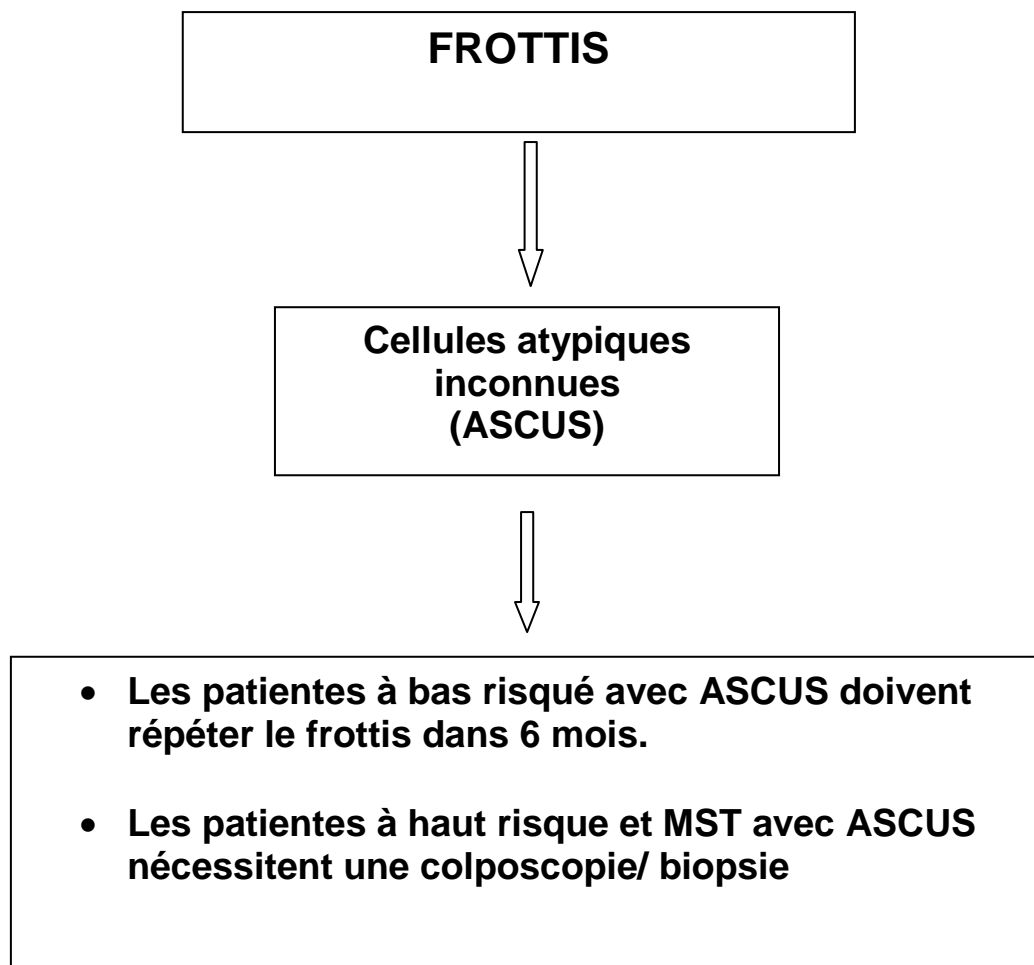 FROTTIS
Cellules atypiques
inconnues
(ASCUS)
• Les patientes à bas risqué avec ASCUS doivent
répéter le frottis dans 6 mois.
• Les patientes à haut risque et MST avec ASCUS
nécessitent une colposcopie/ biopsie